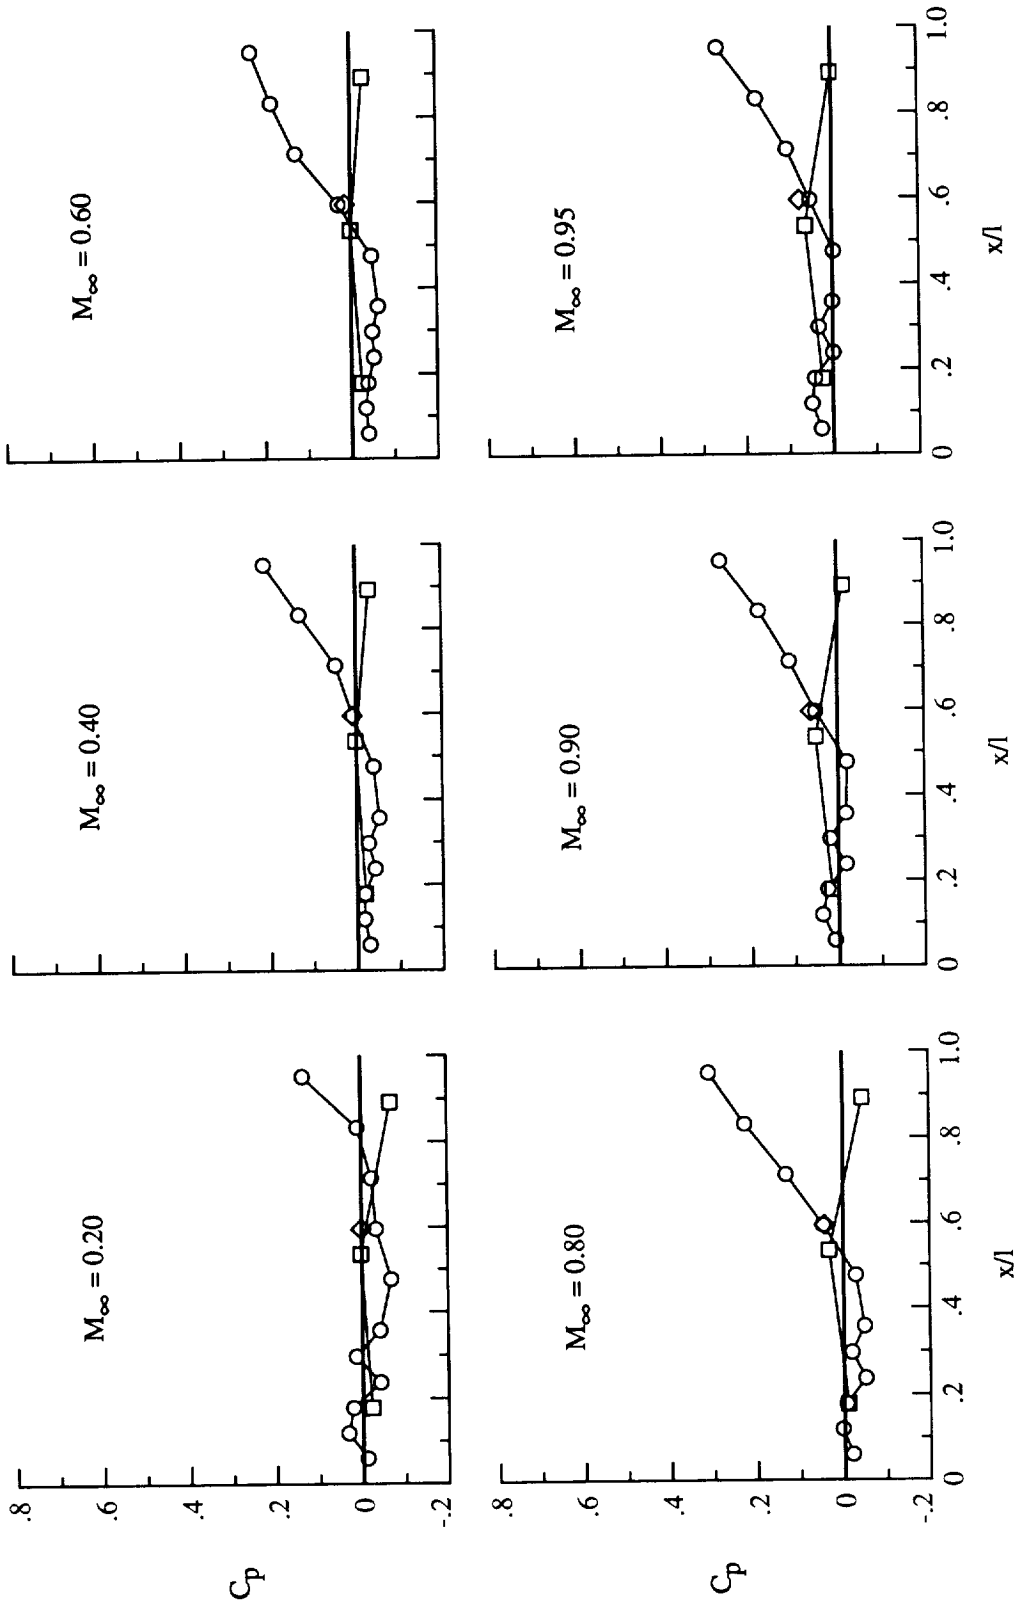 M∞ = 0.20
M∞ = 0.40
M∞ = 0.60
Cp
.8
.6
.4
.2
0
-.2
M∞ = 0.80
M∞ = 0.90
M∞ = 0.95
Cp
.8
.6
.4
.2
0
-.2
0 .2 .4 .6 .8 1.0
0 .2 .4 .6 .8 1.0
0 .2 .4 .6 .8 1.0
x/l
x/l
x/l